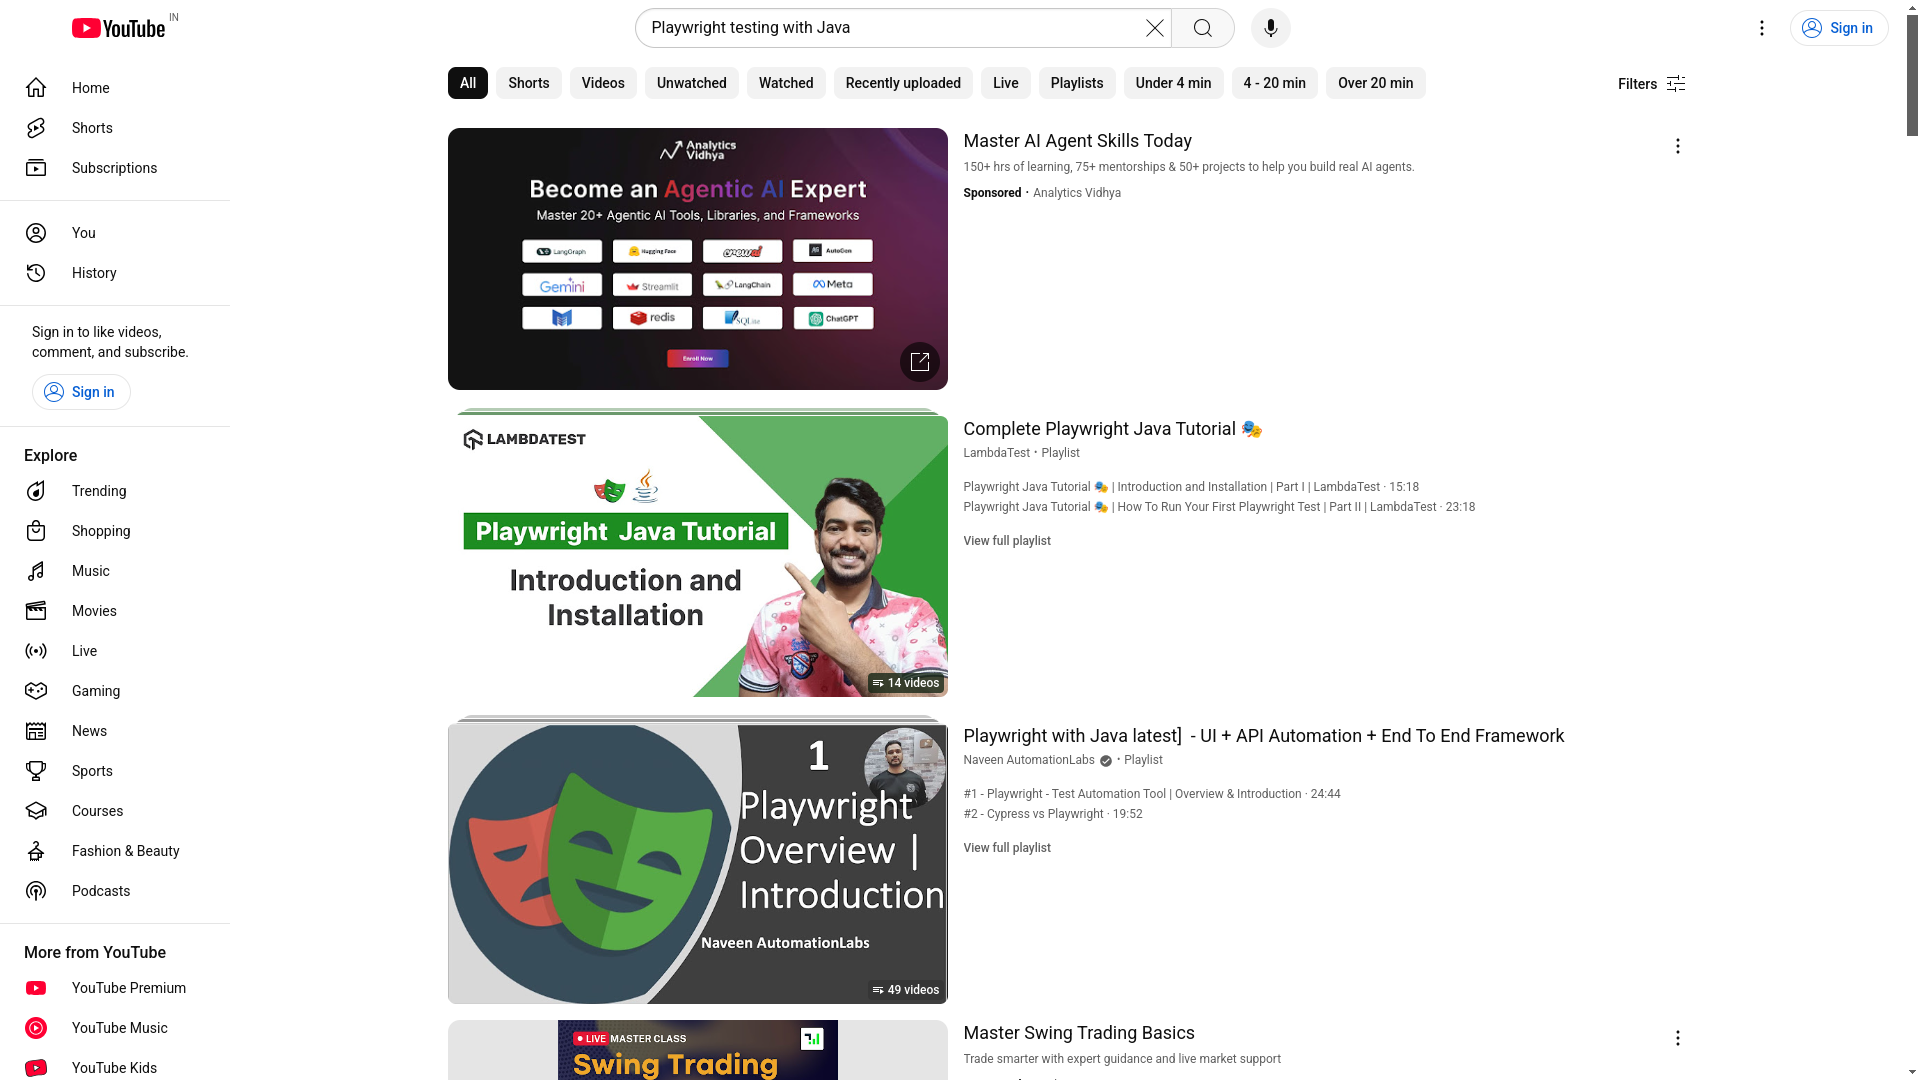 YouTube IN
Playwright testing with Java
Sign in
Home
Shorts
Subscriptions
You
History
Sign in to like videos,
comment, and subscribe.
Sign in
Explore
Trending
Shopping
Music
Movies
Live
Gaming
News
Sports
Courses
Fashion & Beauty
Podcasts
More from YouTube
YouTube Premium
YouTube Music
YouTube Kids
All Shorts Videos Unwatched Watched Recently uploaded Live Playlists Under 4 min 4 - 20 min Over 20 min Filters
Analytics
Vidhya
Become an Agentic AI Expert
Master 20+ Agentic AI Tools, Libraries, and Frameworks
LangGraph Hugging Face crewai AutoGen
Gemini Streamlit LangChain Meta
redis SQLite ChatGPT
Enroll Now
Master AI Agent Skills Today
150+ hrs of learning, 75+ mentorships & 50+ projects to help you build real AI agents.
Sponsored · Analytics Vidhya
LAMBDATEST
Playwright Java Tutorial
Introduction and
Installation
14 videos
Complete Playwright Java Tutorial 🎭
LambdaTest · Playlist
Playwright Java Tutorial 🎭 | Introduction and Installation | Part I | LambdaTest · 15:18
Playwright Java Tutorial 🎭 | How To Run Your First Playwright Test | Part II | LambdaTest · 23:18
View full playlist
1
Playwright
Overview |
Introduction
Naveen AutomationLabs
49 videos
Playwright with Java latest] - UI + API Automation + End To End Framework
Naveen AutomationLabs · Playlist
#1 - Playwright - Test Automation Tool | Overview & Introduction · 24:44
#2 - Cypress vs Playwright · 19:52
View full playlist
LIVE MASTER CLASS
Swing Trading
Master Swing Trading Basics
Trade smarter with expert guidance and live market support